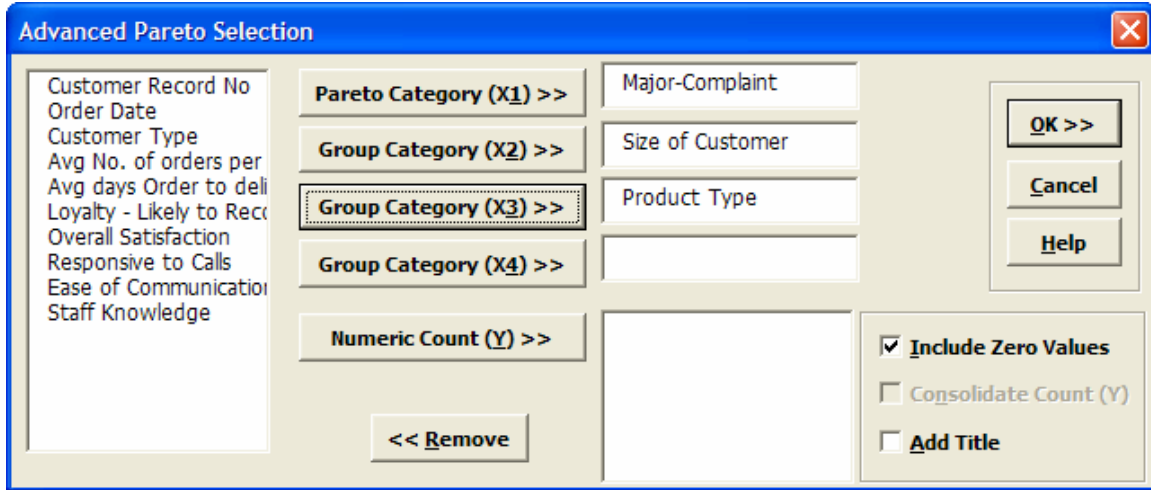 Advanced Pareto Selection
Customer Record No
Order Date
Customer Type
Avg No. of orders per
Avg days Order to deli
Loyalty - Likely to Reco
Overall Satisfaction
Responsive to Calls
Ease of Communication
Staff Knowledge
Pareto Category (X1) >>
Major-Complaint
Group Category (X2) >>
Size of Customer
Group Category (X3) >>
Product Type
Group Category (X4) >>
Numeric Count (Y) >>
<< Remove
OK >>
Cancel
Help
Include Zero Values
Consolidate Count (Y)
Add Title